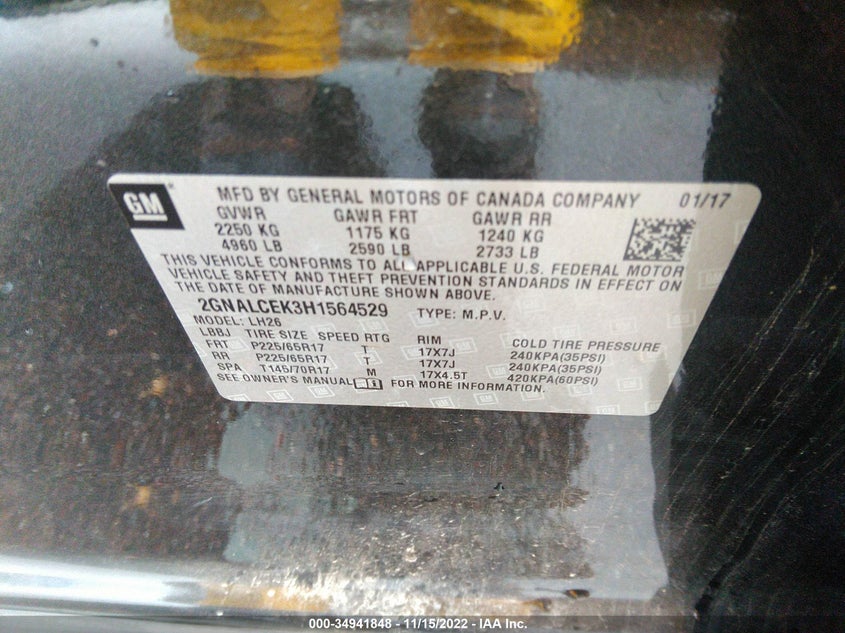 GM
MFD BY GENERAL MOTORS OF CANADA COMPANY 01/17
GVWR GAWR FRT GAWR RR
2250 KG 1175 KG 1240 KG
4960 LB 2590 LB 2733 LB
THIS VEHICLE CONFORMS TO ALL APPLICABLE U.S. FEDERAL MOTOR
VEHICLE SAFETY AND THEFT PREVENTION STANDARDS IN EFFECT ON
THE DATE OF MANUFACTURE SHOWN ABOVE.
2GNALCEK3H1564529 TYPE: M.P.V.
MODEL: LH26
LBBJ TIRE SIZE SPEED RTG RIM COLD TIRE PRESSURE
FRT P225/65R17 T 17X7J 240KPA(35PSI)
RR P225/65R17 T 17X7J 240KPA(35PSI)
SPA T145/70R17 M 17X4.5T 420KPA(60PSI)
SEE OWNER'S MANUAL FOR MORE INFORMATION.
000-34941848 - 11/15/2022 - IAA Inc.